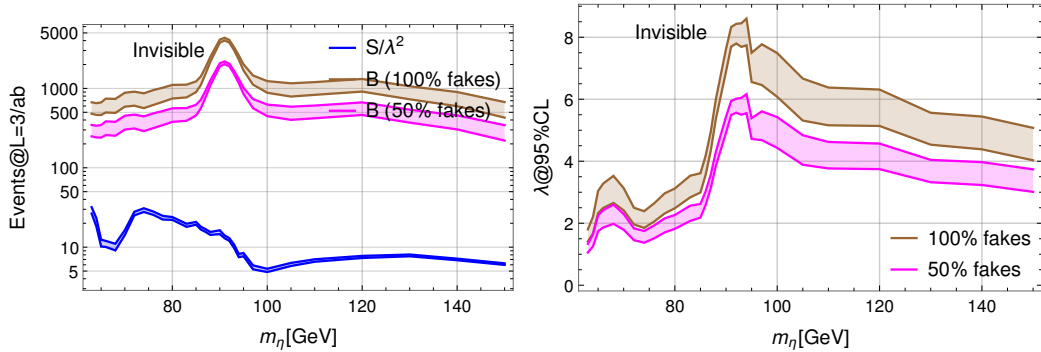 Events@L=3/ab
5000
1000
500
100
50
10
5
Invisible
S/λ²
B (100% fakes)
B (50% fakes)
80
100
120
140
mη[GeV]
λ@95%CL
8
6
4
2
0
Invisible
100% fakes
50% fakes
80
100
120
140
mη[GeV]